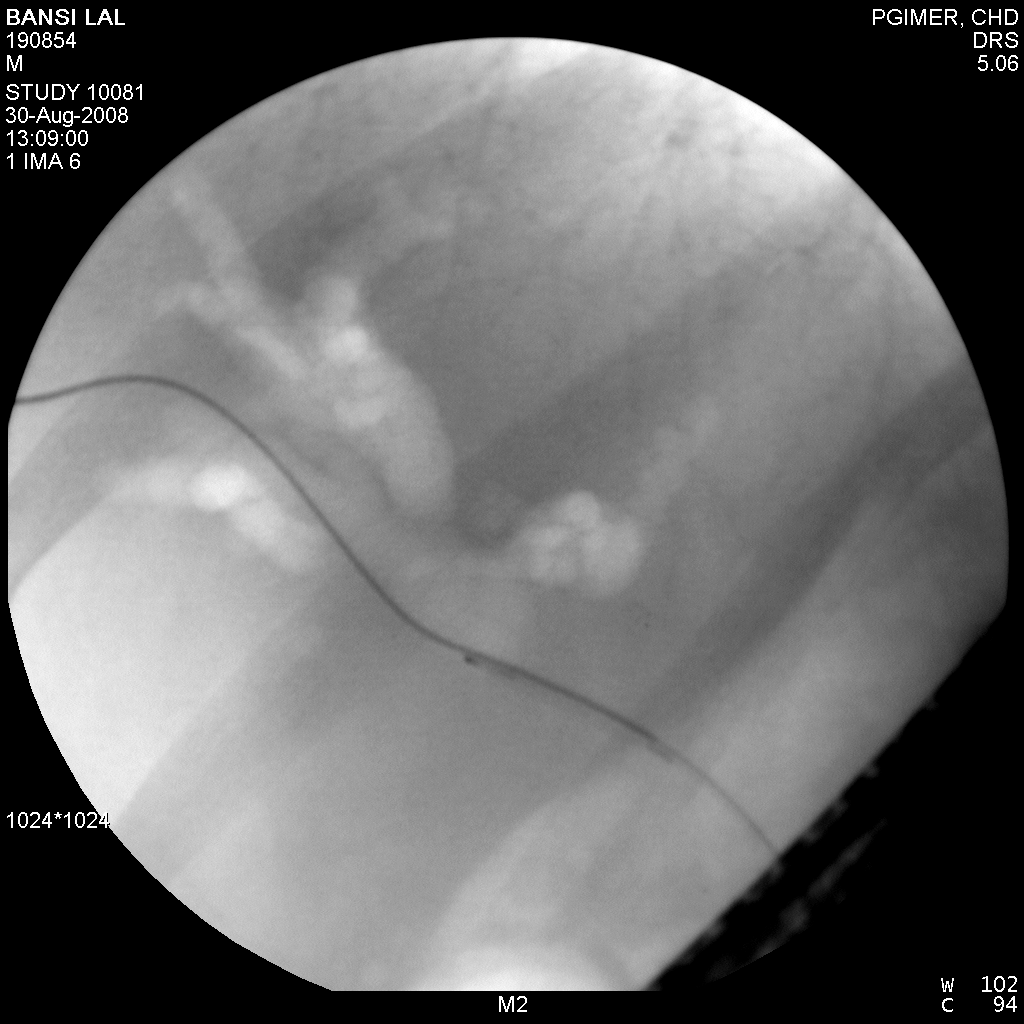 BANSI LAL
190854
M
STUDY 10081
30-Aug-2008
13:09:00
1 IMA 6
PGIMER, CHD
DRS
5.06
1024*1024
M2
W 102
C 94